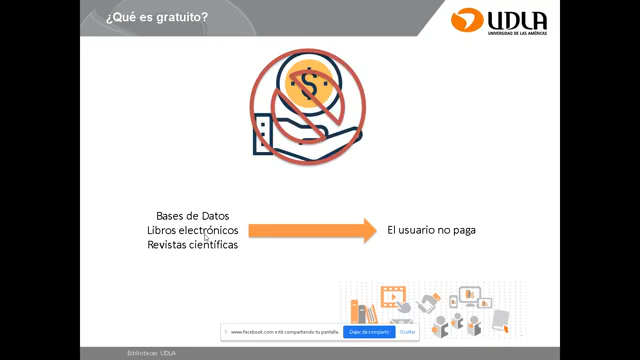 ¿Qué es gratuito?
UDLA
UNIVERSIDAD DE LAS AMÉRICAS
$
Bases de Datos
Libros electrónicos
Revistas científicas
El usuario no paga
www.facebook.com está compartiendo tu pantalla.
Dejar de compartir
Ocultar
Bibliotecas UDLA